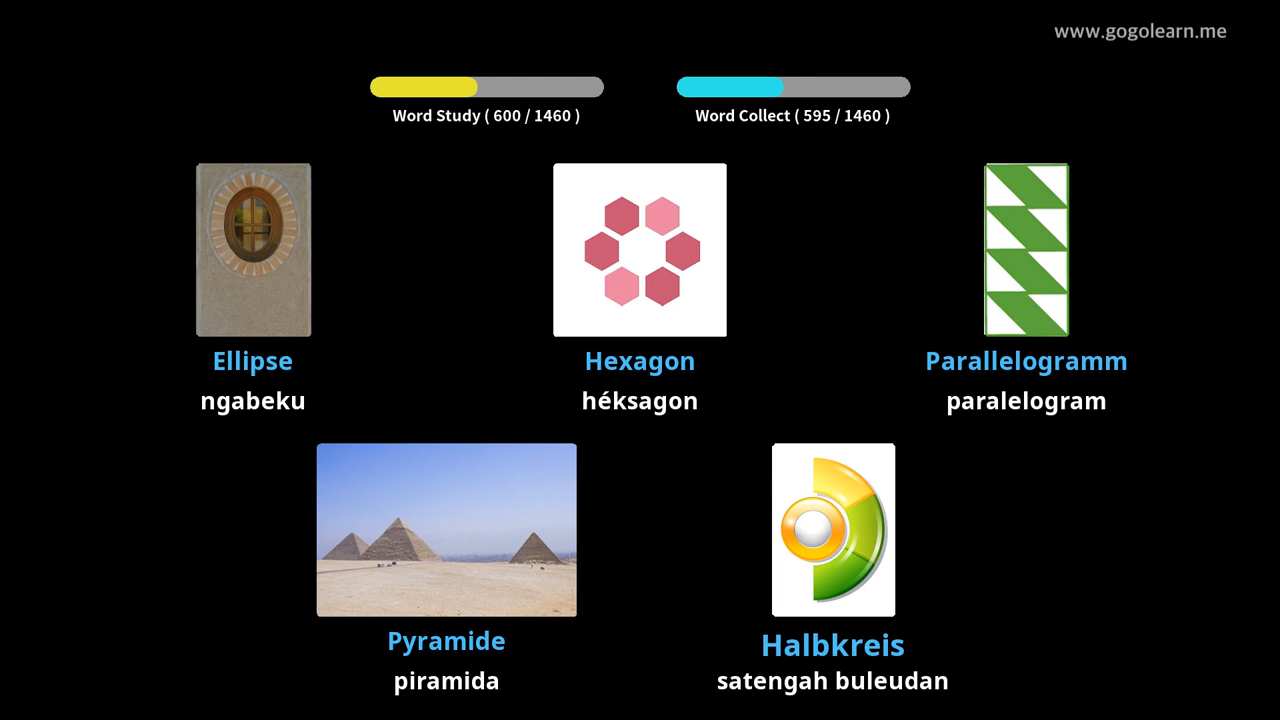 www.gogolearn.me
Word Study ( 600 / 1460 )
Word Collect ( 595 / 1460 )
Ellipse
ngabeku
Hexagon
héksagon
Parallelogramm
paralelogram
Pyramide
piramida
Halbkreis
satengah buleudan